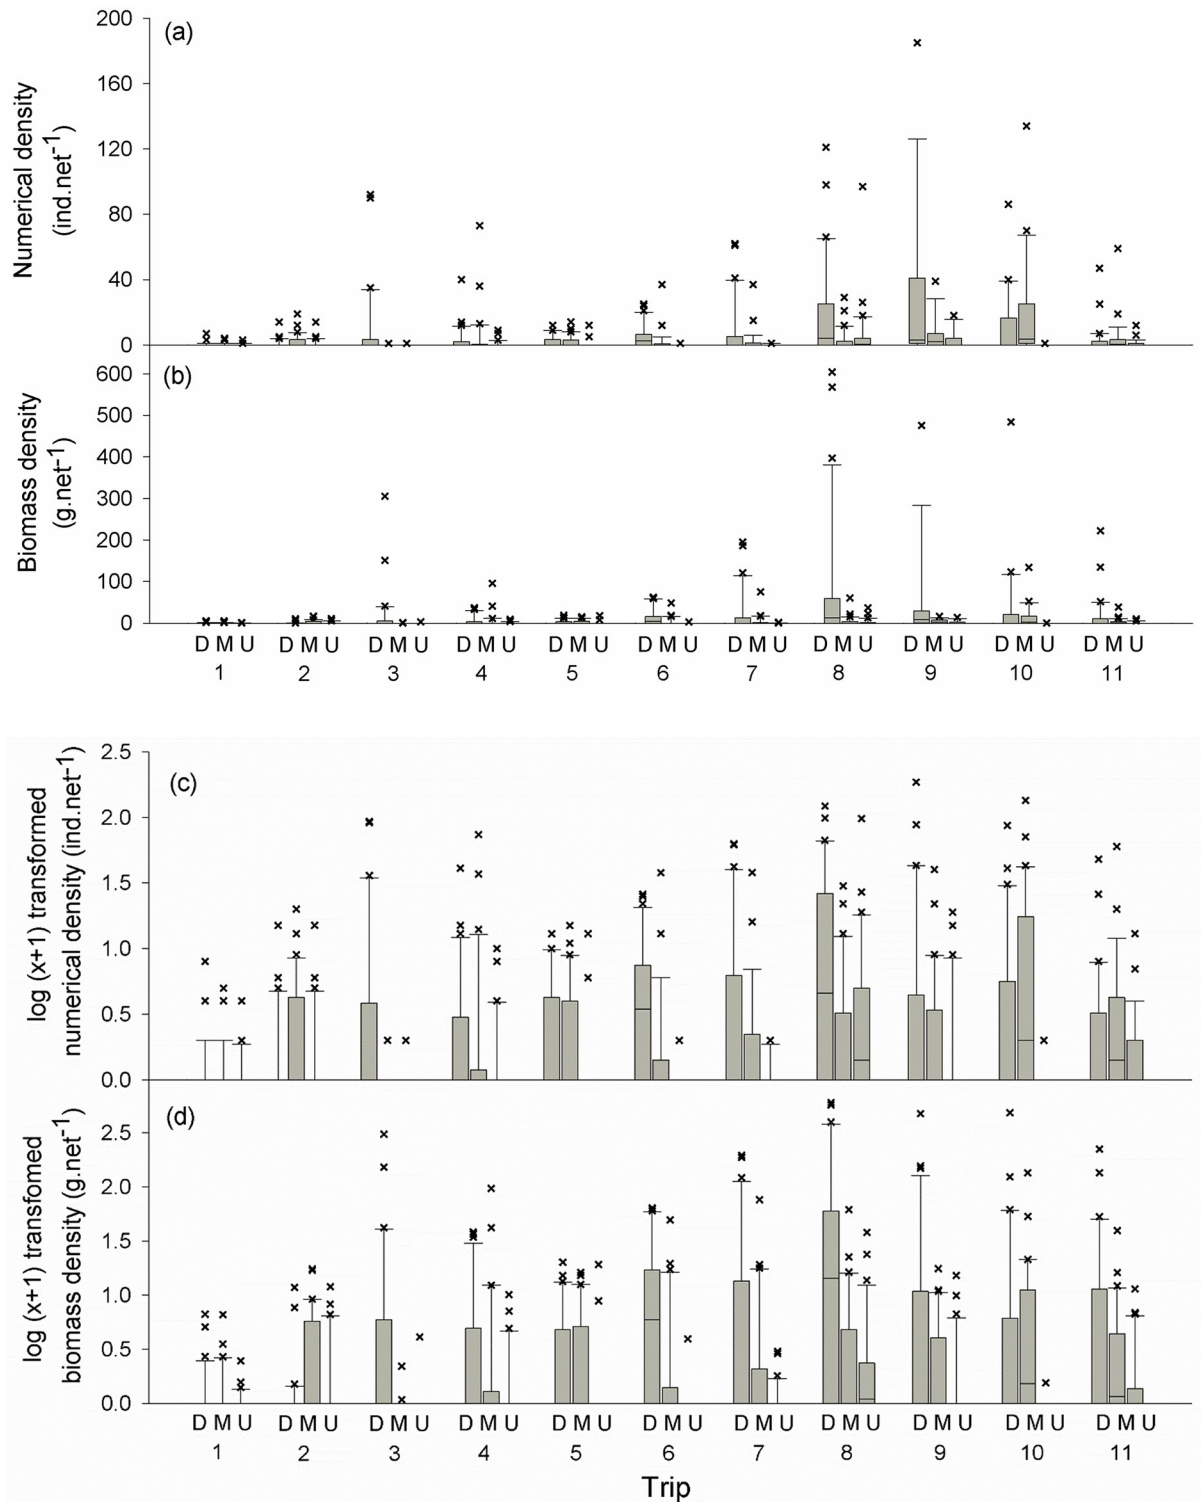 (a)
Numerical density
(ind.net-1)
200
160
120
80
40
0
(b)
Biomass density
(g.net-1)
600
500
400
300
200
100
0
D M U D M U D M U D M U D M U D M U D M U D M U D M U D M U D M U
1 2 3 4 5 6 7 8 9 10 11
(c)
log (x+1) transformed
numerical density (ind.net-1)
2.5
2.0
1.5
1.0
0.5
0.0
(d)
log (x+1) transfomed
biomass density (g.net-1)
2.5
2.0
1.5
1.0
0.5
0.0
D M U D M U D M U D M U D M U D M U D M U D M U D M U D M U D M U
1 2 3 4 5 6 7 8 9 10 11
Trip